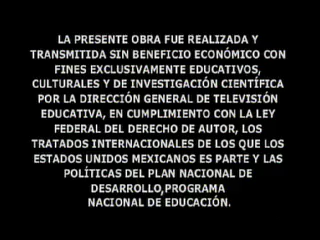 LA PRESENTE OBRA FUE REALIZADA Y
TRANSMITIDA SIN BENEFICIO ECONÓMICO CON
FINES EXCLUSIVAMENTE EDUCATIVOS,
CULTURALES Y DE INVESTIGACIÓN CIENTÍFICA
POR LA DIRECCIÓN GENERAL DE TELEVISIÓN
EDUCATIVA, EN CUMPLIMIENTO CON LA LEY
FEDERAL DEL DERECHO DE AUTOR, LOS
TRATADOS INTERNACIONALES DE LOS QUE LOS
ESTADOS UNIDOS MEXICANOS ES PARTE Y LAS
POLÍTICAS DEL PLAN NACIONAL DE
DESARROLLO,PROGRAMA
NACIONAL DE EDUCACIÓN.